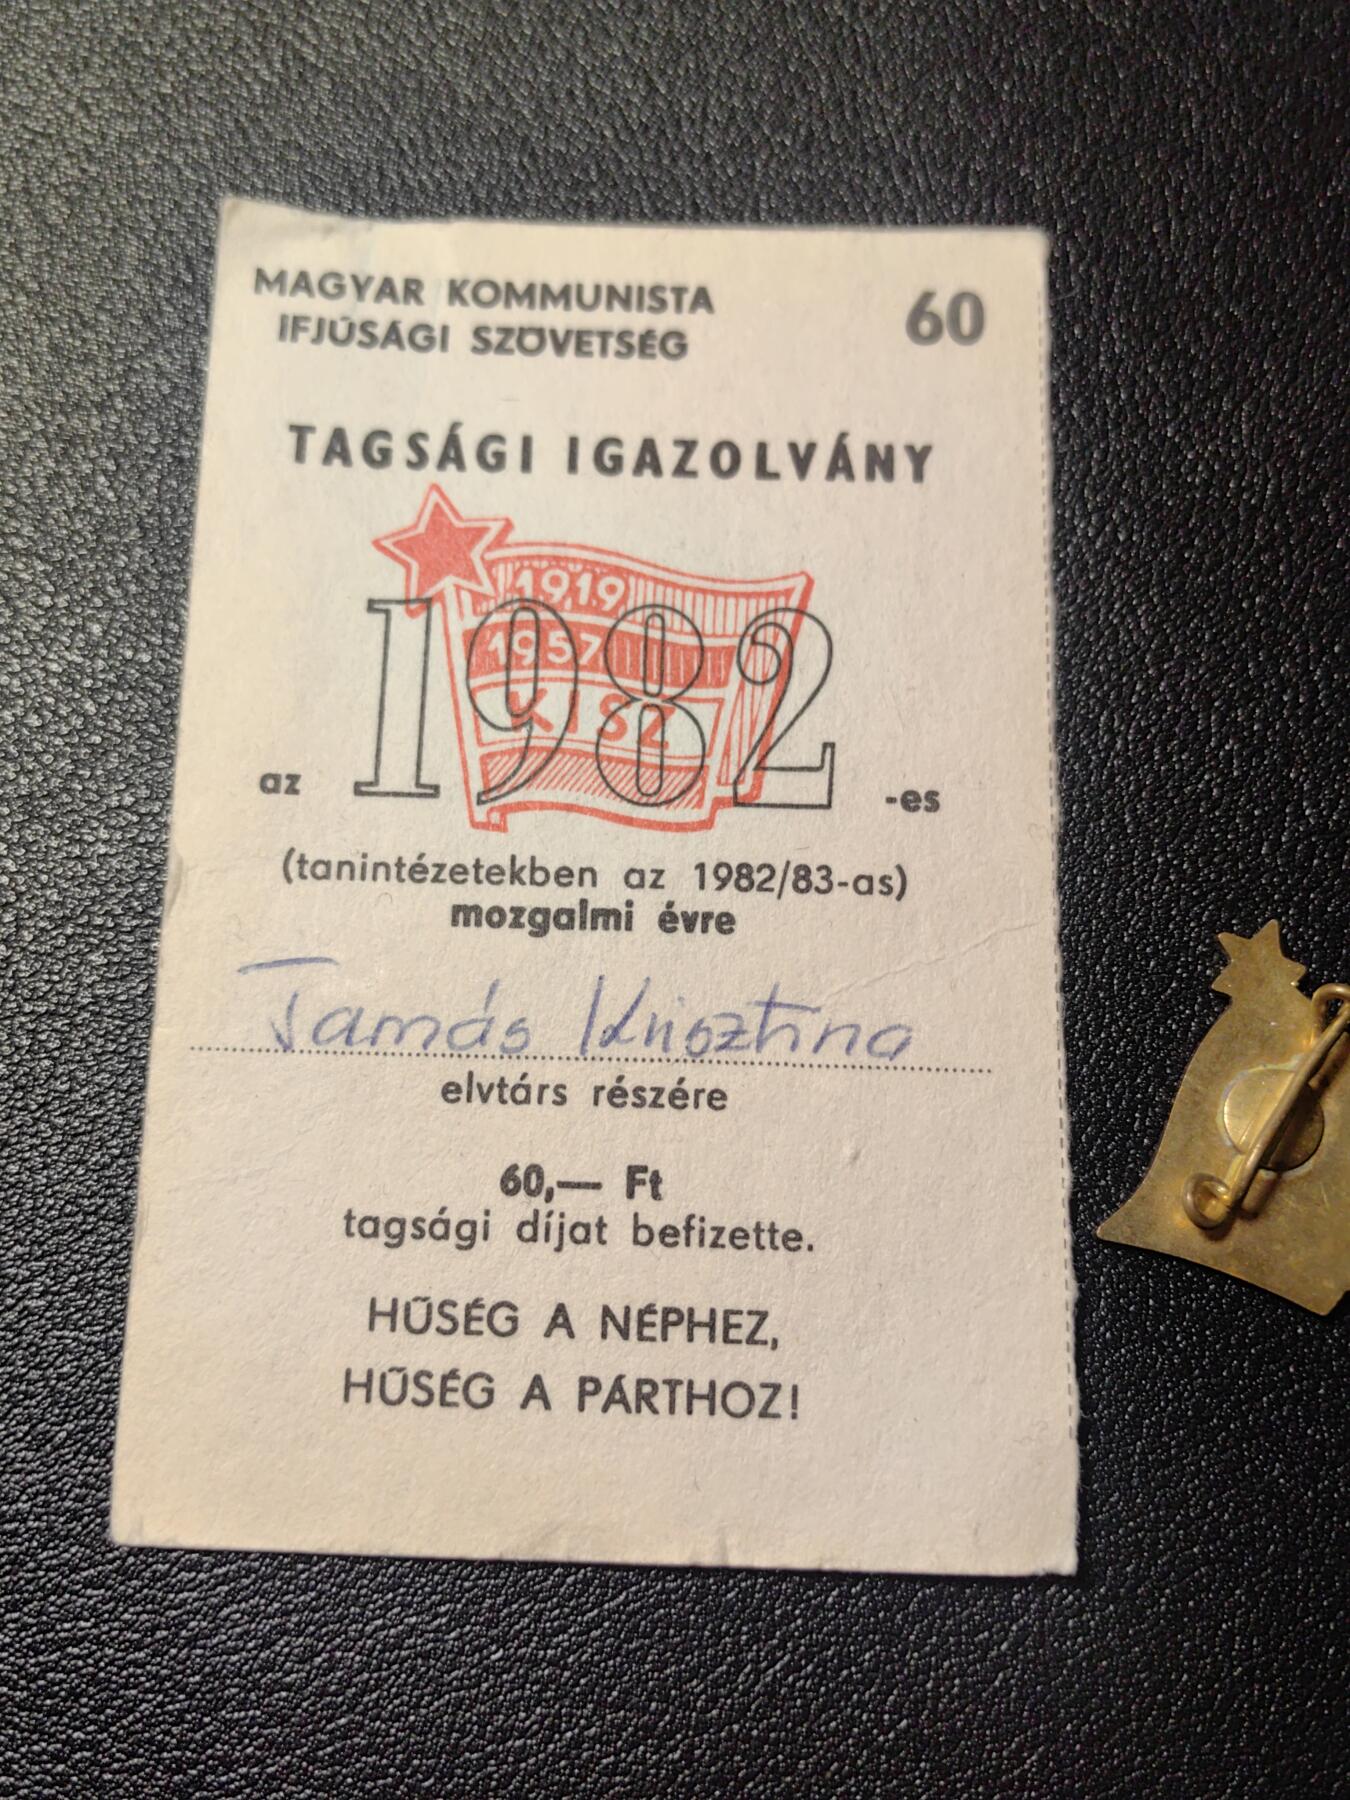 MAGYAR KOMMUNISTA
IFJÚSÁGI SZÖVETSÉG
60
TAGSÁGI IGAZOLVÁNY
1919
1957
KISZ
az 1982 -es
(tanintézetekben az 1982/83-as)
mozgalmi évre
Tamás Krisztina
elvtárs részére
60,— Ft
tagsági díjat befizette.
HŰSÉG A NÉPHEZ,
HŰSÉG A PÁRTHOZ!